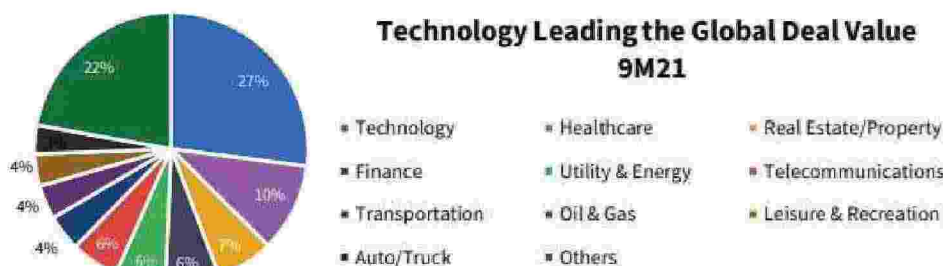 Technology Leading the Global Deal Value
9M21
22%
27%
4%
10%
4%
7%
4%
6%
6%
6%
Technology
Healthcare
Real Estate/Property
Finance
Utility & Energy
Telecommunications
Transportation
Oil & Gas
Leisure & Recreation
Auto/Truck
Others